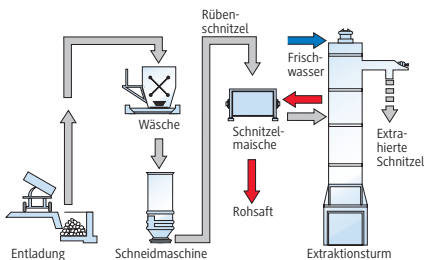 Rüben-
schnitzel
Frisch-
wasser
Wäsche
Schnitzel-
maische
Extra-
hierte
Schnitzel
Rohsaft
Entladung
Schneidmaschine
Extraktionsturm